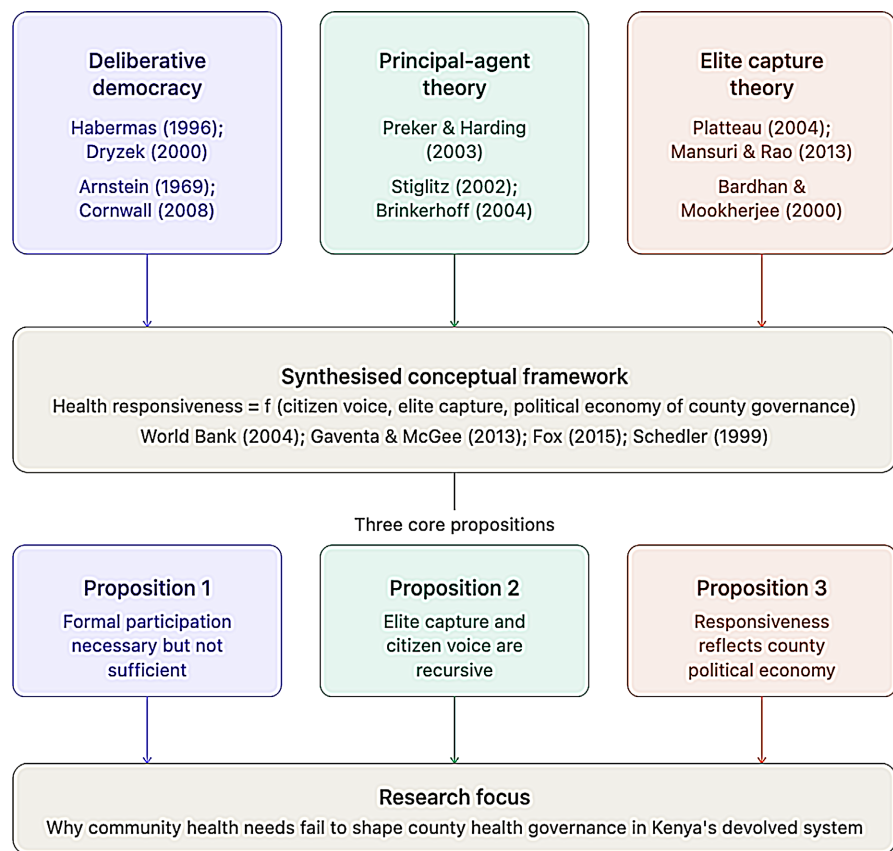 Deliberative
democracy
Habermas (1996);
Dryzek (2000)
Arnstein (1969);
Cornwall (2008)
Principal-agent
theory
Preker & Harding
(2003)
Stiglitz (2002);
Brinkerhoff (2004)
Elite capture
theory
Platteau (2004);
Mansuri & Rao (2013)
Bardhan &
Mookherjee (2000)
Synthesised conceptual framework
Health responsiveness = f (citizen voice, elite capture, political economy of county governance)
World Bank (2004); Gaventa & McGee (2013); Fox (2015); Schedler (1999)
Three core propositions
Proposition 1
Formal participation
necessary but not
sufficient
Proposition 2
Elite capture and
citizen voice are
recursive
Proposition 3
Responsiveness
reflects county
political economy
Research focus
Why community health needs fail to shape county health governance in Kenya's devolved system